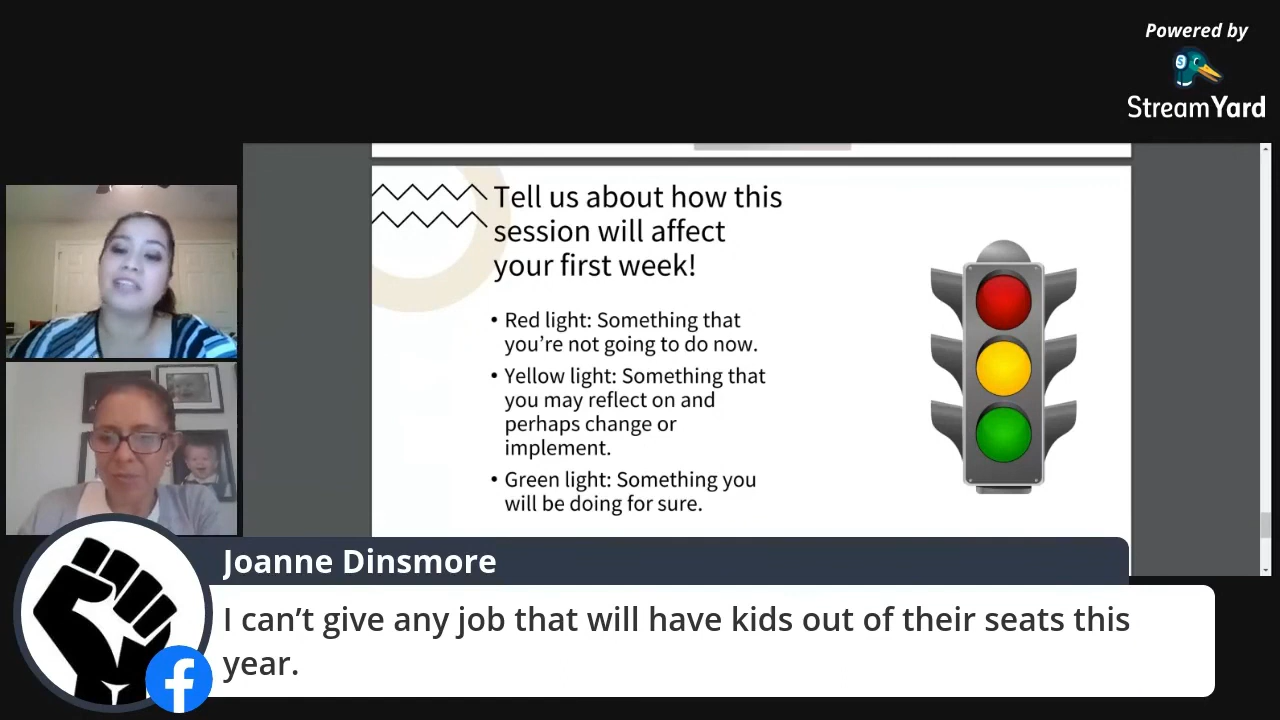 Powered by
StreamYard
Tell us about how this
session will affect
your first week!
• Red light: Something that
you’re not going to do now.
• Yellow light: Something that
you may reflect on and
perhaps change or
implement.
• Green light: Something you
will be doing for sure.
Joanne Dinsmore
I can’t give any job that will have kids out of their seats this
year.